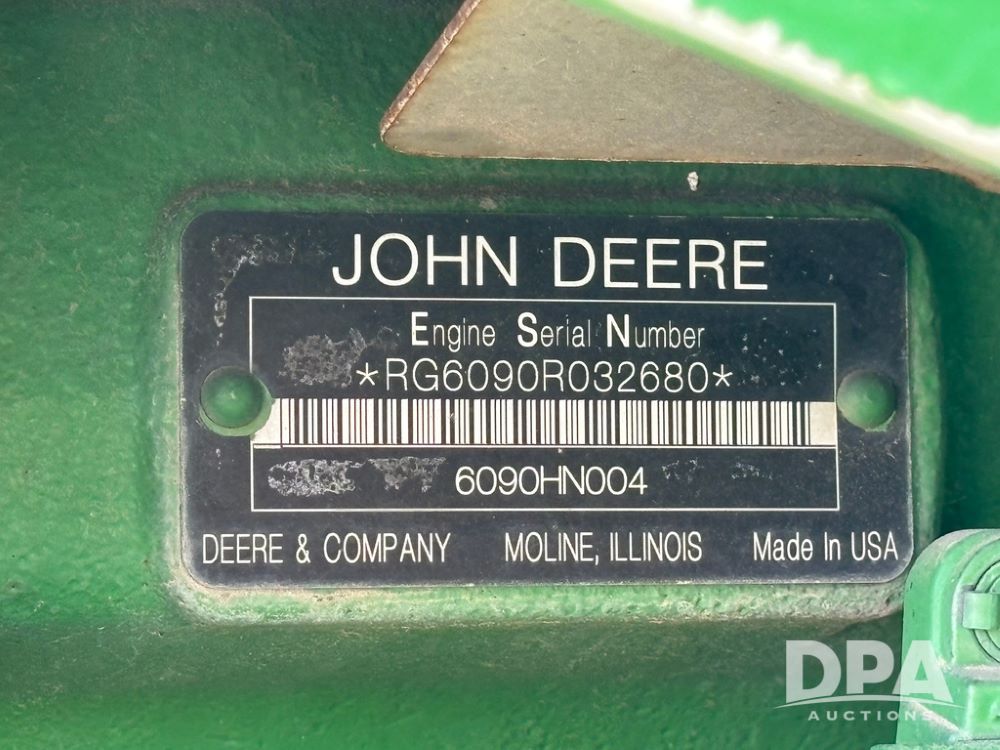 JOHN DEERE
Engine Serial Number
*RG6090R032680*
6090HN004
DEERE & COMPANY MOLINE, ILLINOIS Made In USA
DPA
AUCTIONS